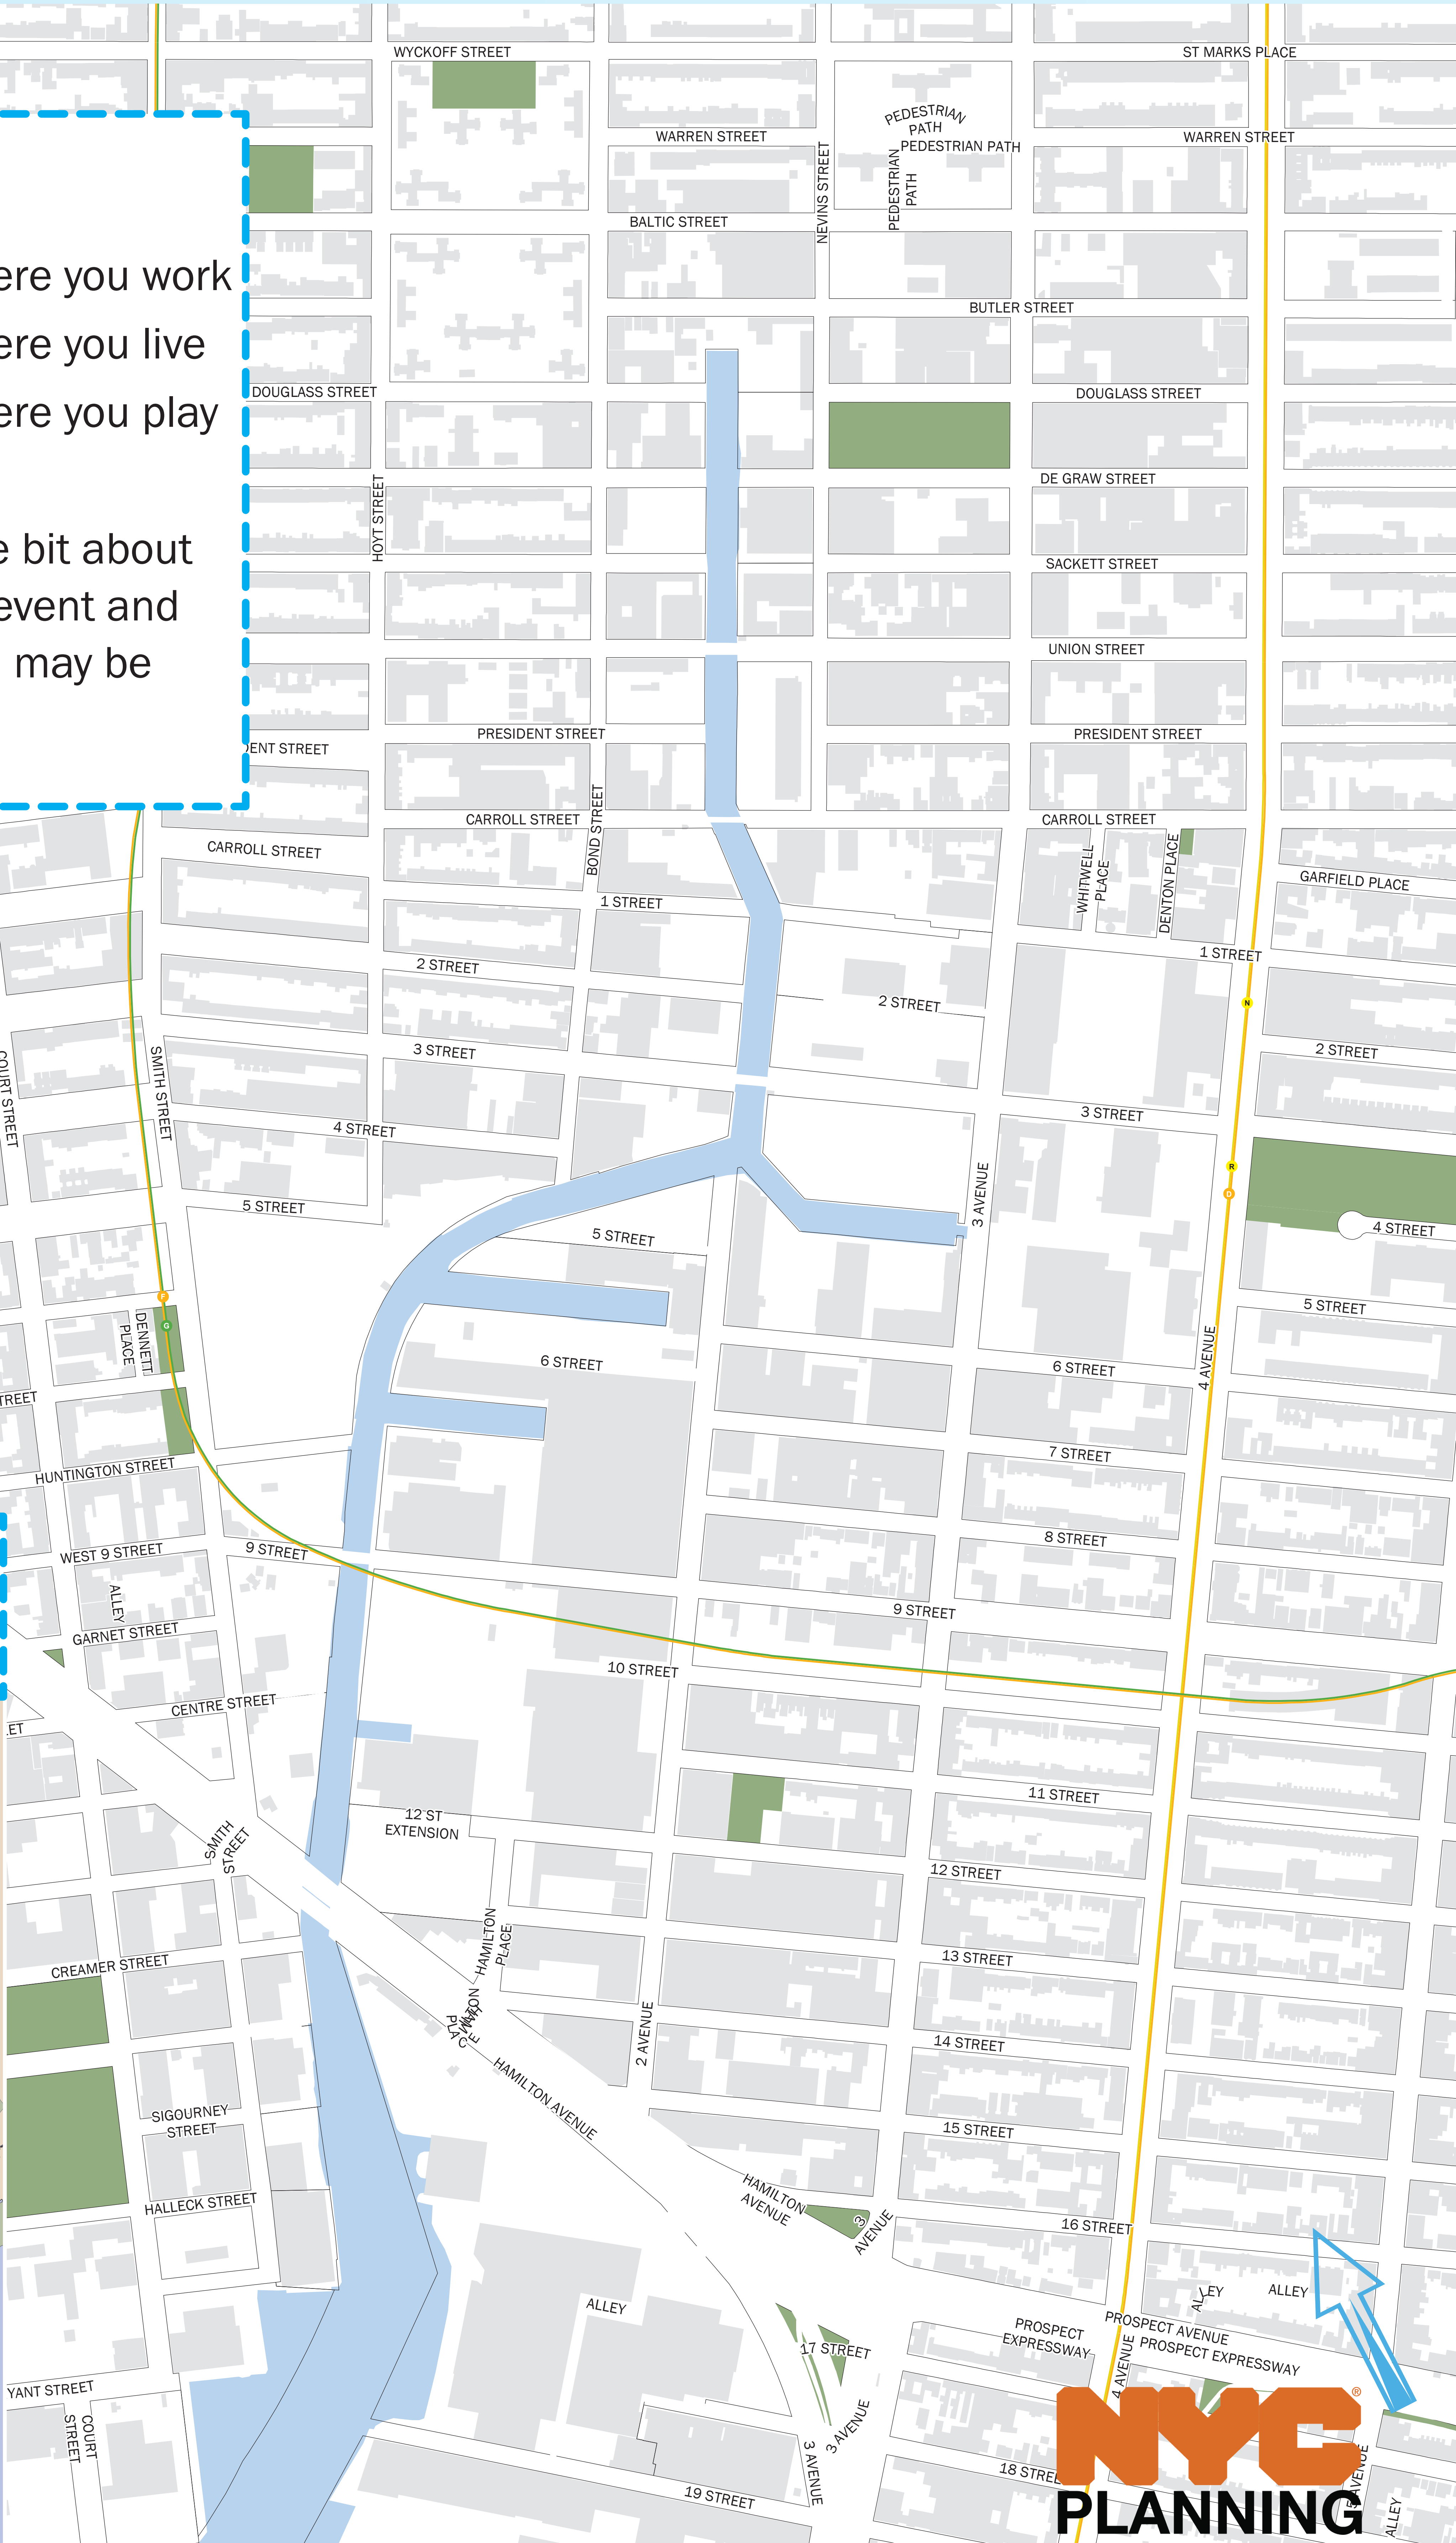 WYCKOFF STREET
ST MARKS PLACE
PEDESTRIAN
PATH
WARREN STREET
WARREN STREET
PEDESTRIAN PATH
NEVINS STREET
PEDESTRIAN
PATH
BALTIC STREET
ere you work
BUTLER STREET
ere you live
DOUGLASS STREET
DOUGLASS STREET
ere you play
DE GRAW STREET
HOYT STREET
e bit about
SACKETT STREET
event and
UNION STREET
may be
PRESIDENT STREET
PRESIDENT STREET
DENT STREET
CARROLL STREET
CARROLL STREET
BOND STREET
CARROLL STREET
WHITWELL
PLACE
DENTON PLACE
GARFIELD PLACE
1 STREET
1 STREET
2 STREET
2 STREET
N
3 STREET
2 STREET
COURT STREET
SMITH STREET
3 STREET
4 STREET
R
D
3 AVENUE
5 STREET
4 STREET
5 STREET
F
5 STREET
G
DENNETT
PLACE
4 AVENUE
6 STREET
6 STREET
TREET
7 STREET
HUNTINGTON STREET
8 STREET
WEST 9 STREET
9 STREET
ALLEY
9 STREET
GARNET STREET
10 STREET
CENTRE STREET
EET
11 STREET
12 ST
EXTENSION
SMITH
STREET
12 STREET
HAMILTON
PLACE
13 STREET
CREAMER STREET
HAMILTON
PLACE
2 AVENUE
14 STREET
HAMILTON AVENUE
SIGOURNEY
STREET
15 STREET
HALLECK STREET
HAMILTON
AVENUE
3
AVENUE
16 STREET
ALLEY
ALLEY
ALLEY
PROSPECT AVENUE
PROSPECT
EXPRESSWAY
PROSPECT EXPRESSWAY
17 STREET
4 AVENUE
YANT STREET
COURT
STREET
3 AVENUE
3 AVENUE
18 STREE
19 STREET
5 AVENUE
ALLEY
NYC®
PLANNING